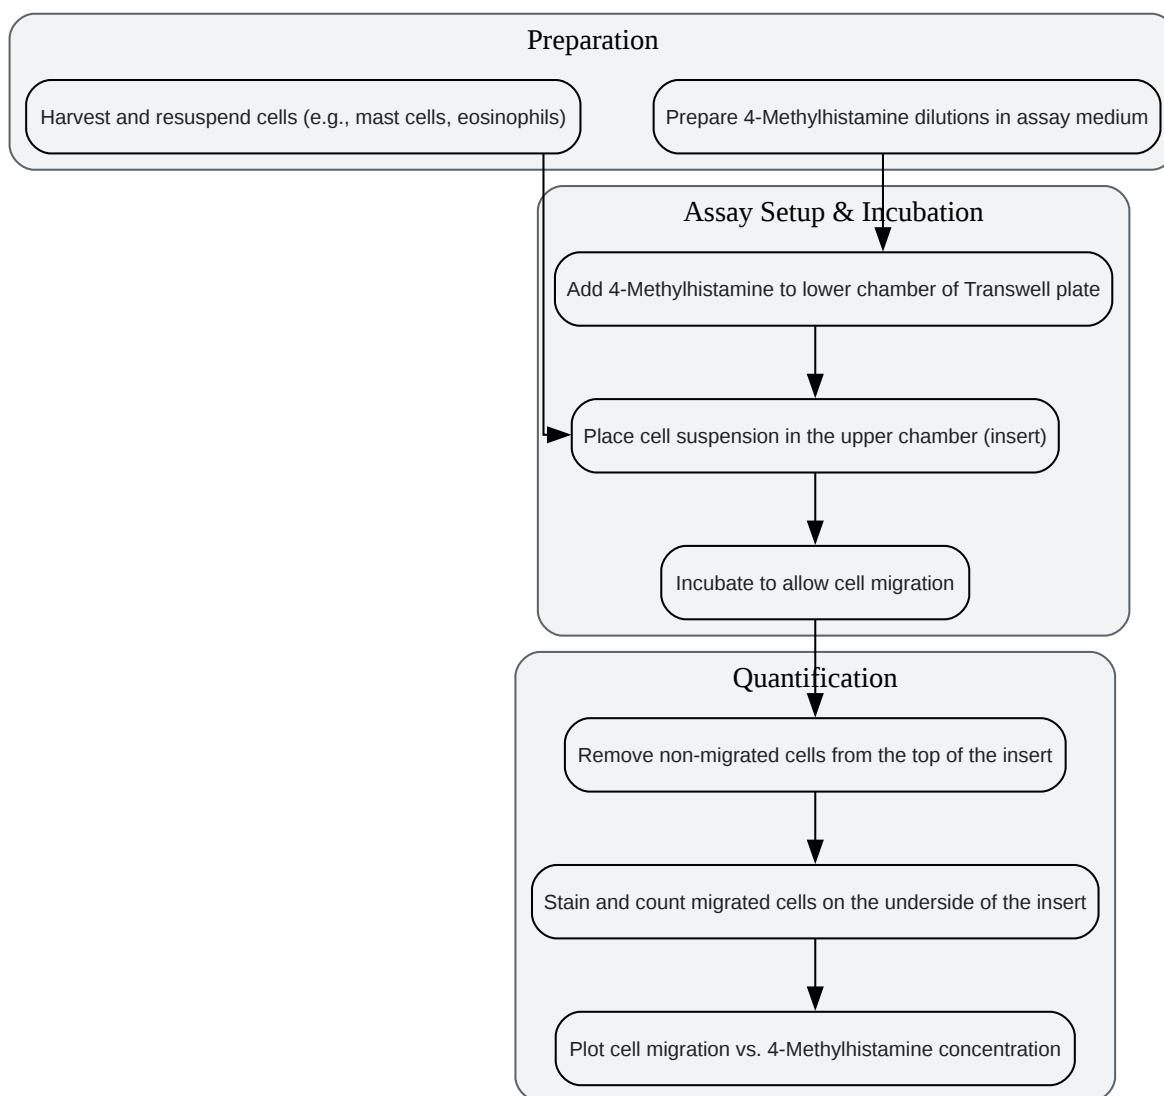 Preparation
Harvest and resuspend cells (e.g., mast cells, eosinophils)
Prepare 4-Methylhistamine dilutions in assay medium
Assay Setup & Incubation
Add 4-Methylhistamine to lower chamber of Transwell plate
Place cell suspension in the upper chamber (insert)
Incubate to allow cell migration
Quantification
Remove non-migrated cells from the top of the insert
Stain and count migrated cells on the underside of the insert
Plot cell migration vs. 4-Methylhistamine concentration